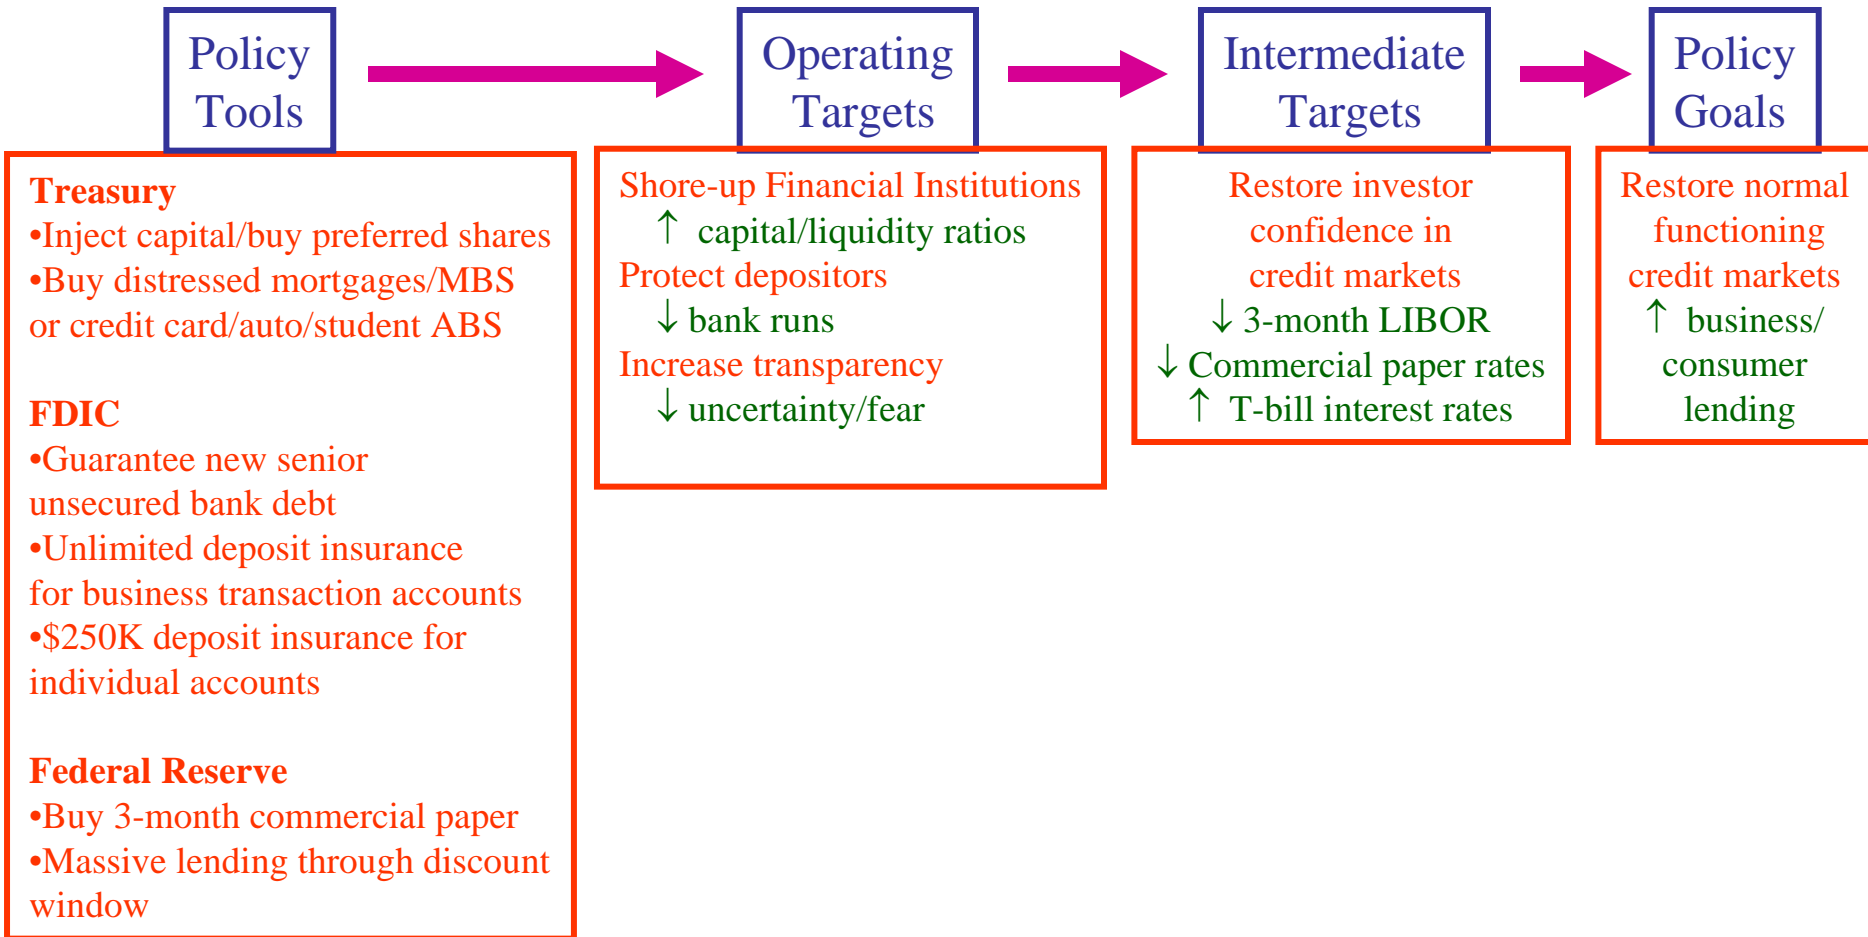 Policy
Tools
Operating
Targets
Intermediate
Targets
Policy
Goals
Treasury
•Inject capital/buy preferred shares
•Buy distressed mortgages/MBS
or credit card/auto/student ABS
FDIC
•Guarantee new senior
unsecured bank debt
•Unlimited deposit insurance
for business transaction accounts
•$250K deposit insurance for
individual accounts
Federal Reserve
•Buy 3-month commercial paper
•Massive lending through discount
window
Shore-up Financial Institutions
↑ capital/liquidity ratios
Protect depositors
↓ bank runs
Increase transparency
↓ uncertainty/fear
Restore investor
confidence in
credit markets
↓ 3-month LIBOR
↓ Commercial paper rates
↑ T-bill interest rates
Restore normal
functioning
credit markets
↑ business/
consumer
lending